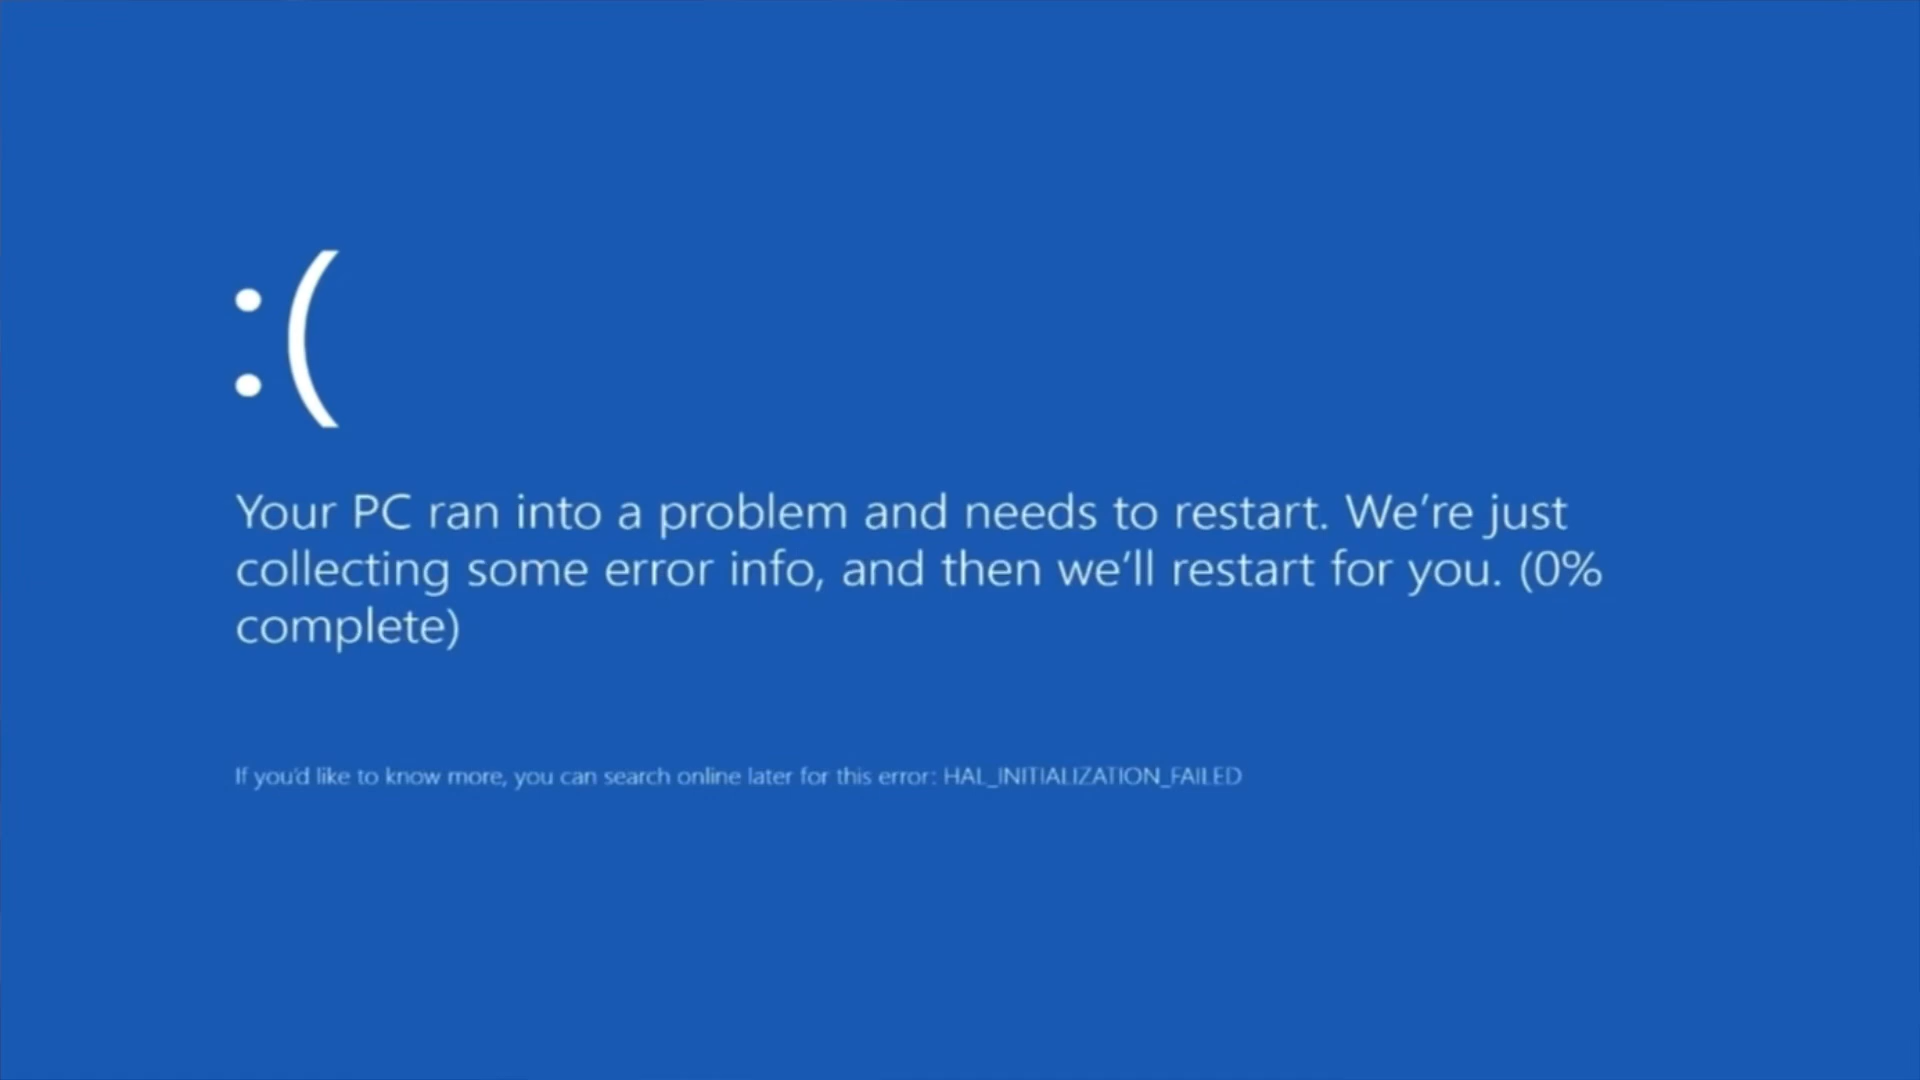 :(
Your PC ran into a problem and needs to restart. We're just
collecting some error info, and then we'll restart for you. (0%
complete)
If you'd like to know more, you can search online later for this error: HAL_INITIALIZATION_FAILED